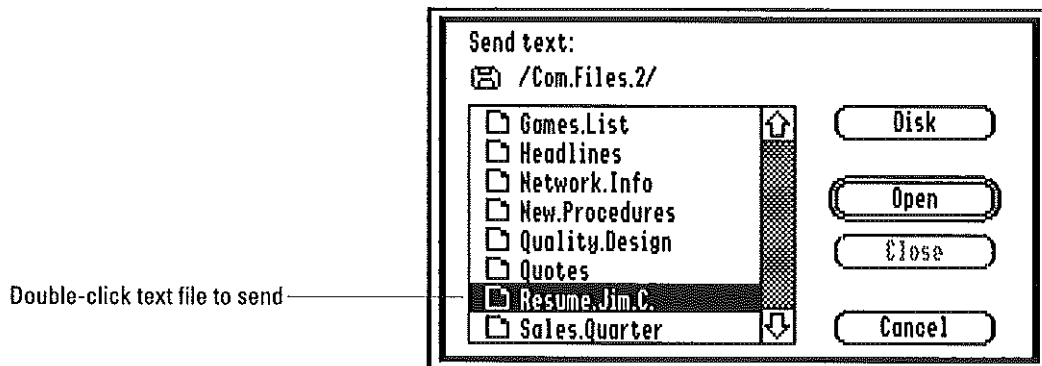 Send text:
/Com.Files.2/
Games.List
Disk
Headlines
Network.Info
Open
New.Procedures
Quality.Design
Close
Quotes
Double-click text file to send
Resume.Jim.C.
Sales.Quarter
Cancel